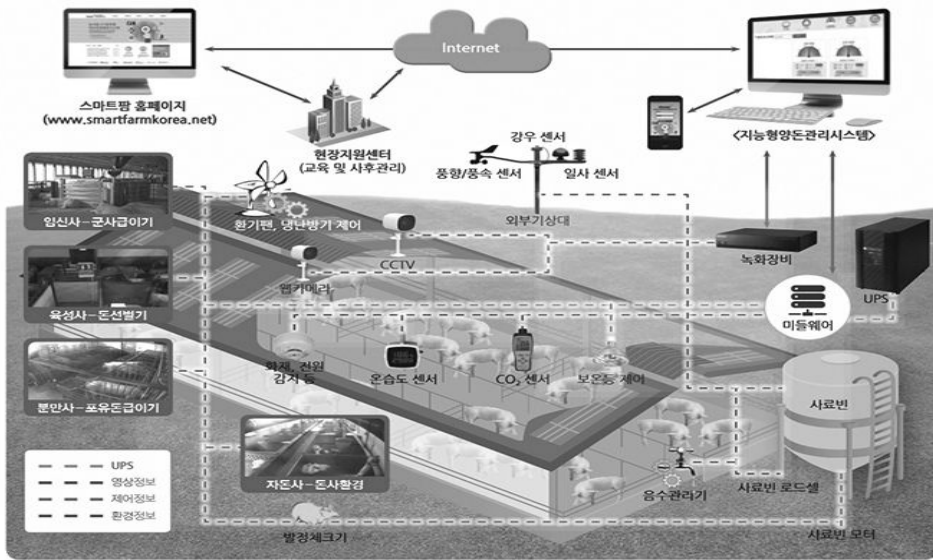 Internet
스마트팜 홈페이지
(www.smartfarmkorea.net)
현장지원센터
(교육 및 사후관리)
강우 센서
풍향/풍속 센서
일사 센서
외부기상대
<지능형양돈관리시스템>
임신사-군사급이기
환기팬, 냉난방기 제어
CCTV
웹카메라
녹화장비
UPS
육성사-돈선별기
미들웨어
화재, 전원
감지 등
온습도 센서
CO₂ 센서
보온등 제어
분만사-포유돈급이기
사료빈
자돈사-돈사환경
음수관리기
사료빈 로드셀
UPS
영상정보
제어정보
환경정보
발정체크기
사료빈 모터